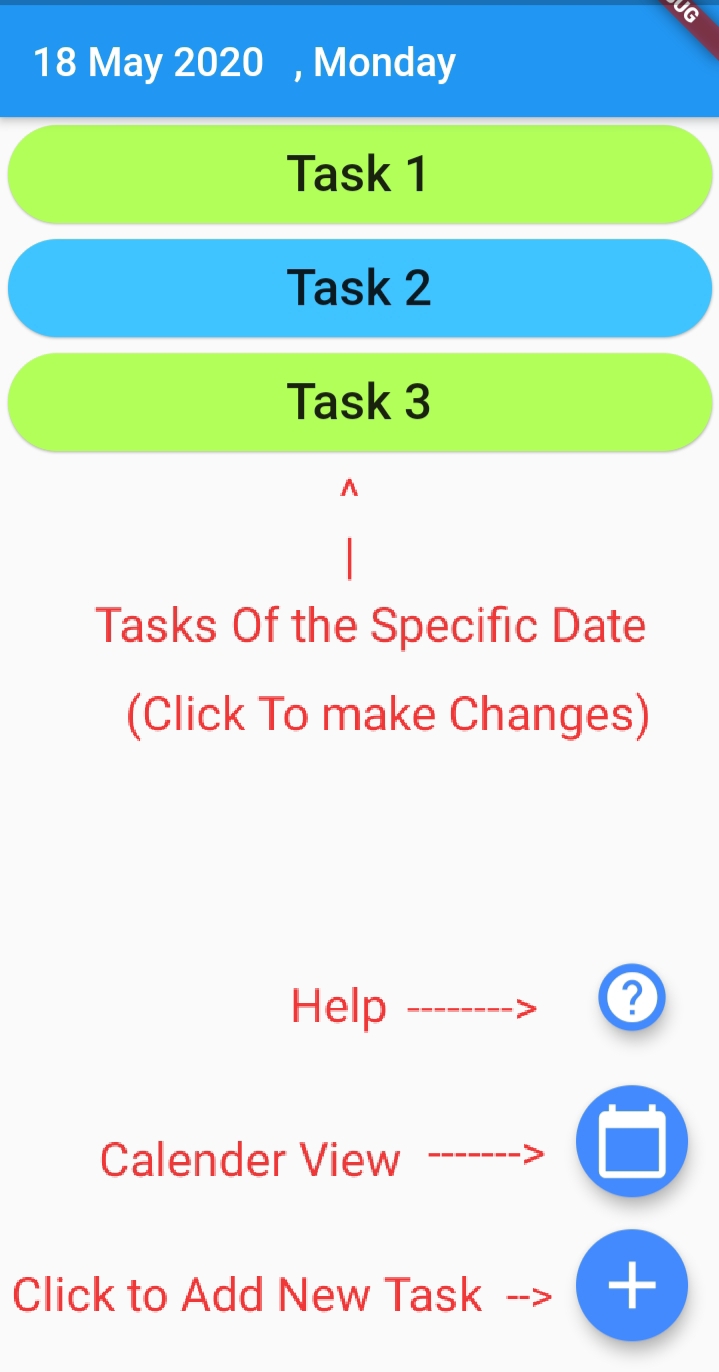 18 May 2020 , Monday
Task 1
Task 2
Task 3
^
|
Tasks Of the Specific Date
(Click To make Changes)
Help -------->
?
Calender View ------->
Click to Add New Task -->
+